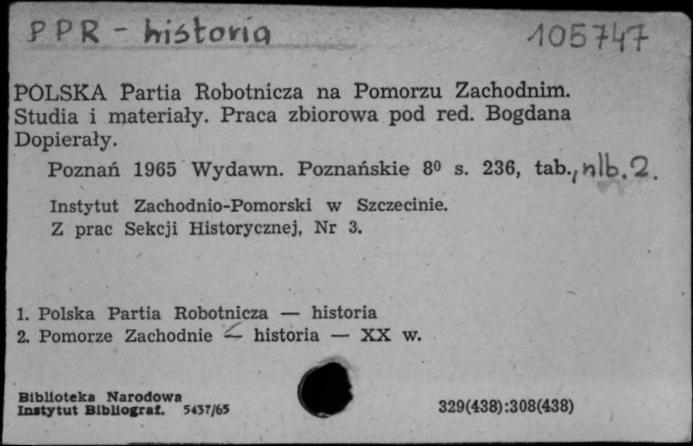 PPR - historia
105747
POLSKA Partia Robotnicza na Pomorzu Zachodnim.
Studia i materiały. Praca zbiorowa pod red. Bogdana
Dopierały.
Poznań 1965 Wydawn. Poznańskie 8⁰ s. 236, tab., nlb. 2.
Instytut Zachodnio-Pomorski w Szczecinie.
Z prac Sekcji Historycznej, Nr 3.
1. Polska Partia Robotnicza — historia
2. Pomorze Zachodnie — historia — XX w.
Biblioteka Narodowa
Instytut Bibliograf. 5437/65
329(438):308(438)